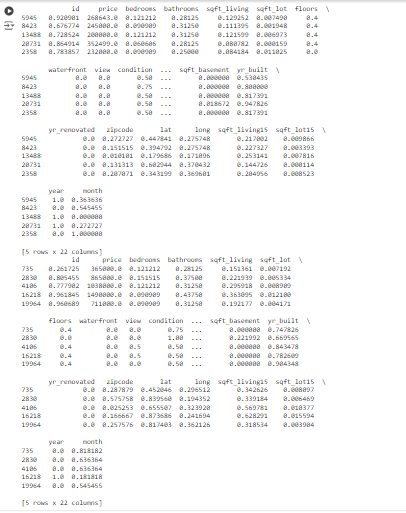 id price bedrooms bathrooms sqft_living sqft_lot floors \
5945 0.920901 268643.0 0.121212 0.28125 0.129252 0.007490 0.4
8423 0.676774 245000.0 0.090909 0.31250 0.111395 0.001948 0.4
13488 0.728524 200000.0 0.121212 0.31250 0.121599 0.006973 0.4
20731 0.864914 352499.0 0.060606 0.28125 0.080782 0.000159 0.4
2358 0.783857 232000.0 0.090909 0.25000 0.084184 0.011025 0.0
waterfront view condition ... sqft_basement yr_built \
5945 0.0 0.0 0.50 ... 0.000000 0.530435
8423 0.0 0.0 0.75 ... 0.000000 0.800000
13488 0.0 0.0 0.50 ... 0.000000 0.817391
20731 0.0 0.0 0.50 ... 0.018672 0.947826
2358 0.0 0.0 0.50 ... 0.000000 0.817391
yr_renovated zipcode lat long sqft_living15 sqft_lot15 \
5945 0.0 0.272727 0.447841 0.275748 0.217002 0.009866
8423 0.0 0.151515 0.394792 0.275748 0.227327 0.003393
13488 0.0 0.010101 0.179686 0.171096 0.253141 0.007816
20731 0.0 0.131313 0.602944 0.370432 0.144726 0.000114
2358 0.0 0.207071 0.343199 0.369601 0.204956 0.008523
year month
5945 1.0 0.363636
8423 0.0 0.545455
13488 1.0 0.000000
20731 1.0 0.272727
2358 0.0 1.000000
[5 rows x 22 columns]
id price bedrooms bathrooms sqft_living sqft_lot \
735 0.261725 365000.0 0.121212 0.28125 0.151361 0.007192
2830 0.805455 865000.0 0.151515 0.37500 0.221939 0.005334
4106 0.777902 1038000.0 0.121212 0.31250 0.295918 0.008909
16218 0.961845 1490000.0 0.090909 0.43750 0.363095 0.012100
19964 0.960689 711000.0 0.090909 0.31250 0.192177 0.004171
floors waterfront view condition ... sqft_basement yr_built \
735 0.4 0.0 0.0 0.75 ... 0.000000 0.747826
2830 0.0 0.0 0.0 1.00 ... 0.221992 0.669565
4106 0.4 0.0 0.5 0.50 ... 0.000000 0.843478
16218 0.4 0.0 0.5 0.50 ... 0.000000 0.782609
19964 0.4 0.0 0.0 0.50 ... 0.000000 0.904348
yr_renovated zipcode lat long sqft_living15 sqft_lot15 \
735 0.0 0.287879 0.452046 0.296512 0.342626 0.008097
2830 0.0 0.575758 0.839560 0.194352 0.339184 0.006469
4106 0.0 0.025253 0.655507 0.323920 0.569781 0.010377
16218 0.0 0.166667 0.873686 0.241694 0.628291 0.015594
19964 0.0 0.257576 0.817403 0.362126 0.318534 0.003904
year month
735 0.0 0.818182
2830 0.0 0.636364
4106 0.0 0.636364
16218 1.0 0.181818
19964 0.0 0.545455
[5 rows x 22 columns]